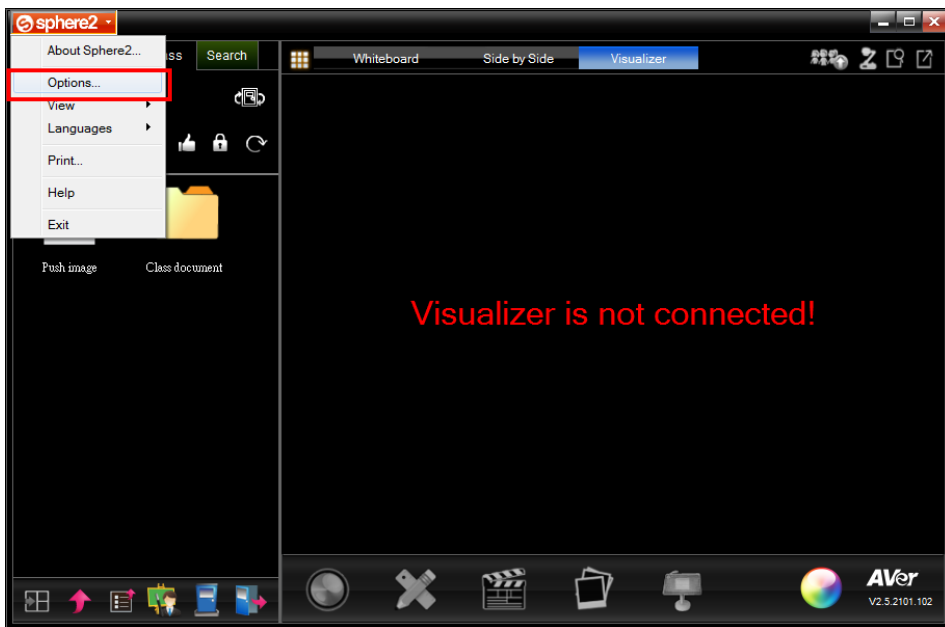 sphere2
About Sphere2...
Search
Options...
View
Languages
Print...
Help
Exit
Whiteboard Side by Side Visualizer
Push image Class document
Visualizer is not connected!
AVer
V2.5.2101.102